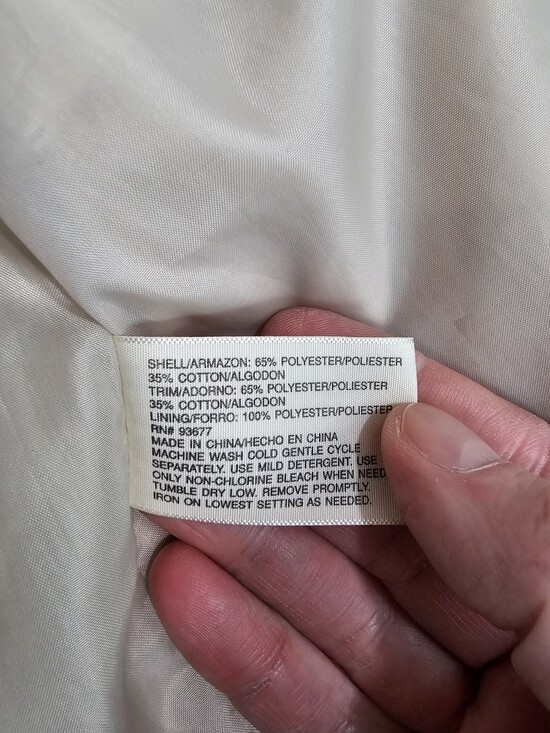 SHELL/ARMAZON: 65% POLYESTER/POLIESTER
35% COTTON/ALGODON
TRIM/ADORNO: 65% POLYESTER/POLIESTER
35% COTTON/ALGODON
LINING/FORRO: 100% POLYESTER/POLIESTER
RN# 93677
MADE IN CHINA/HECHO EN CHINA
MACHINE WASH COLD GENTLE CYCLE
SEPARATELY. USE MILD DETERGENT. USE
ONLY NON-CHLORINE BLEACH WHEN NEED
TUMBLE DRY LOW. REMOVE PROMPTLY.
IRON ON LOWEST SETTING AS NEEDED.